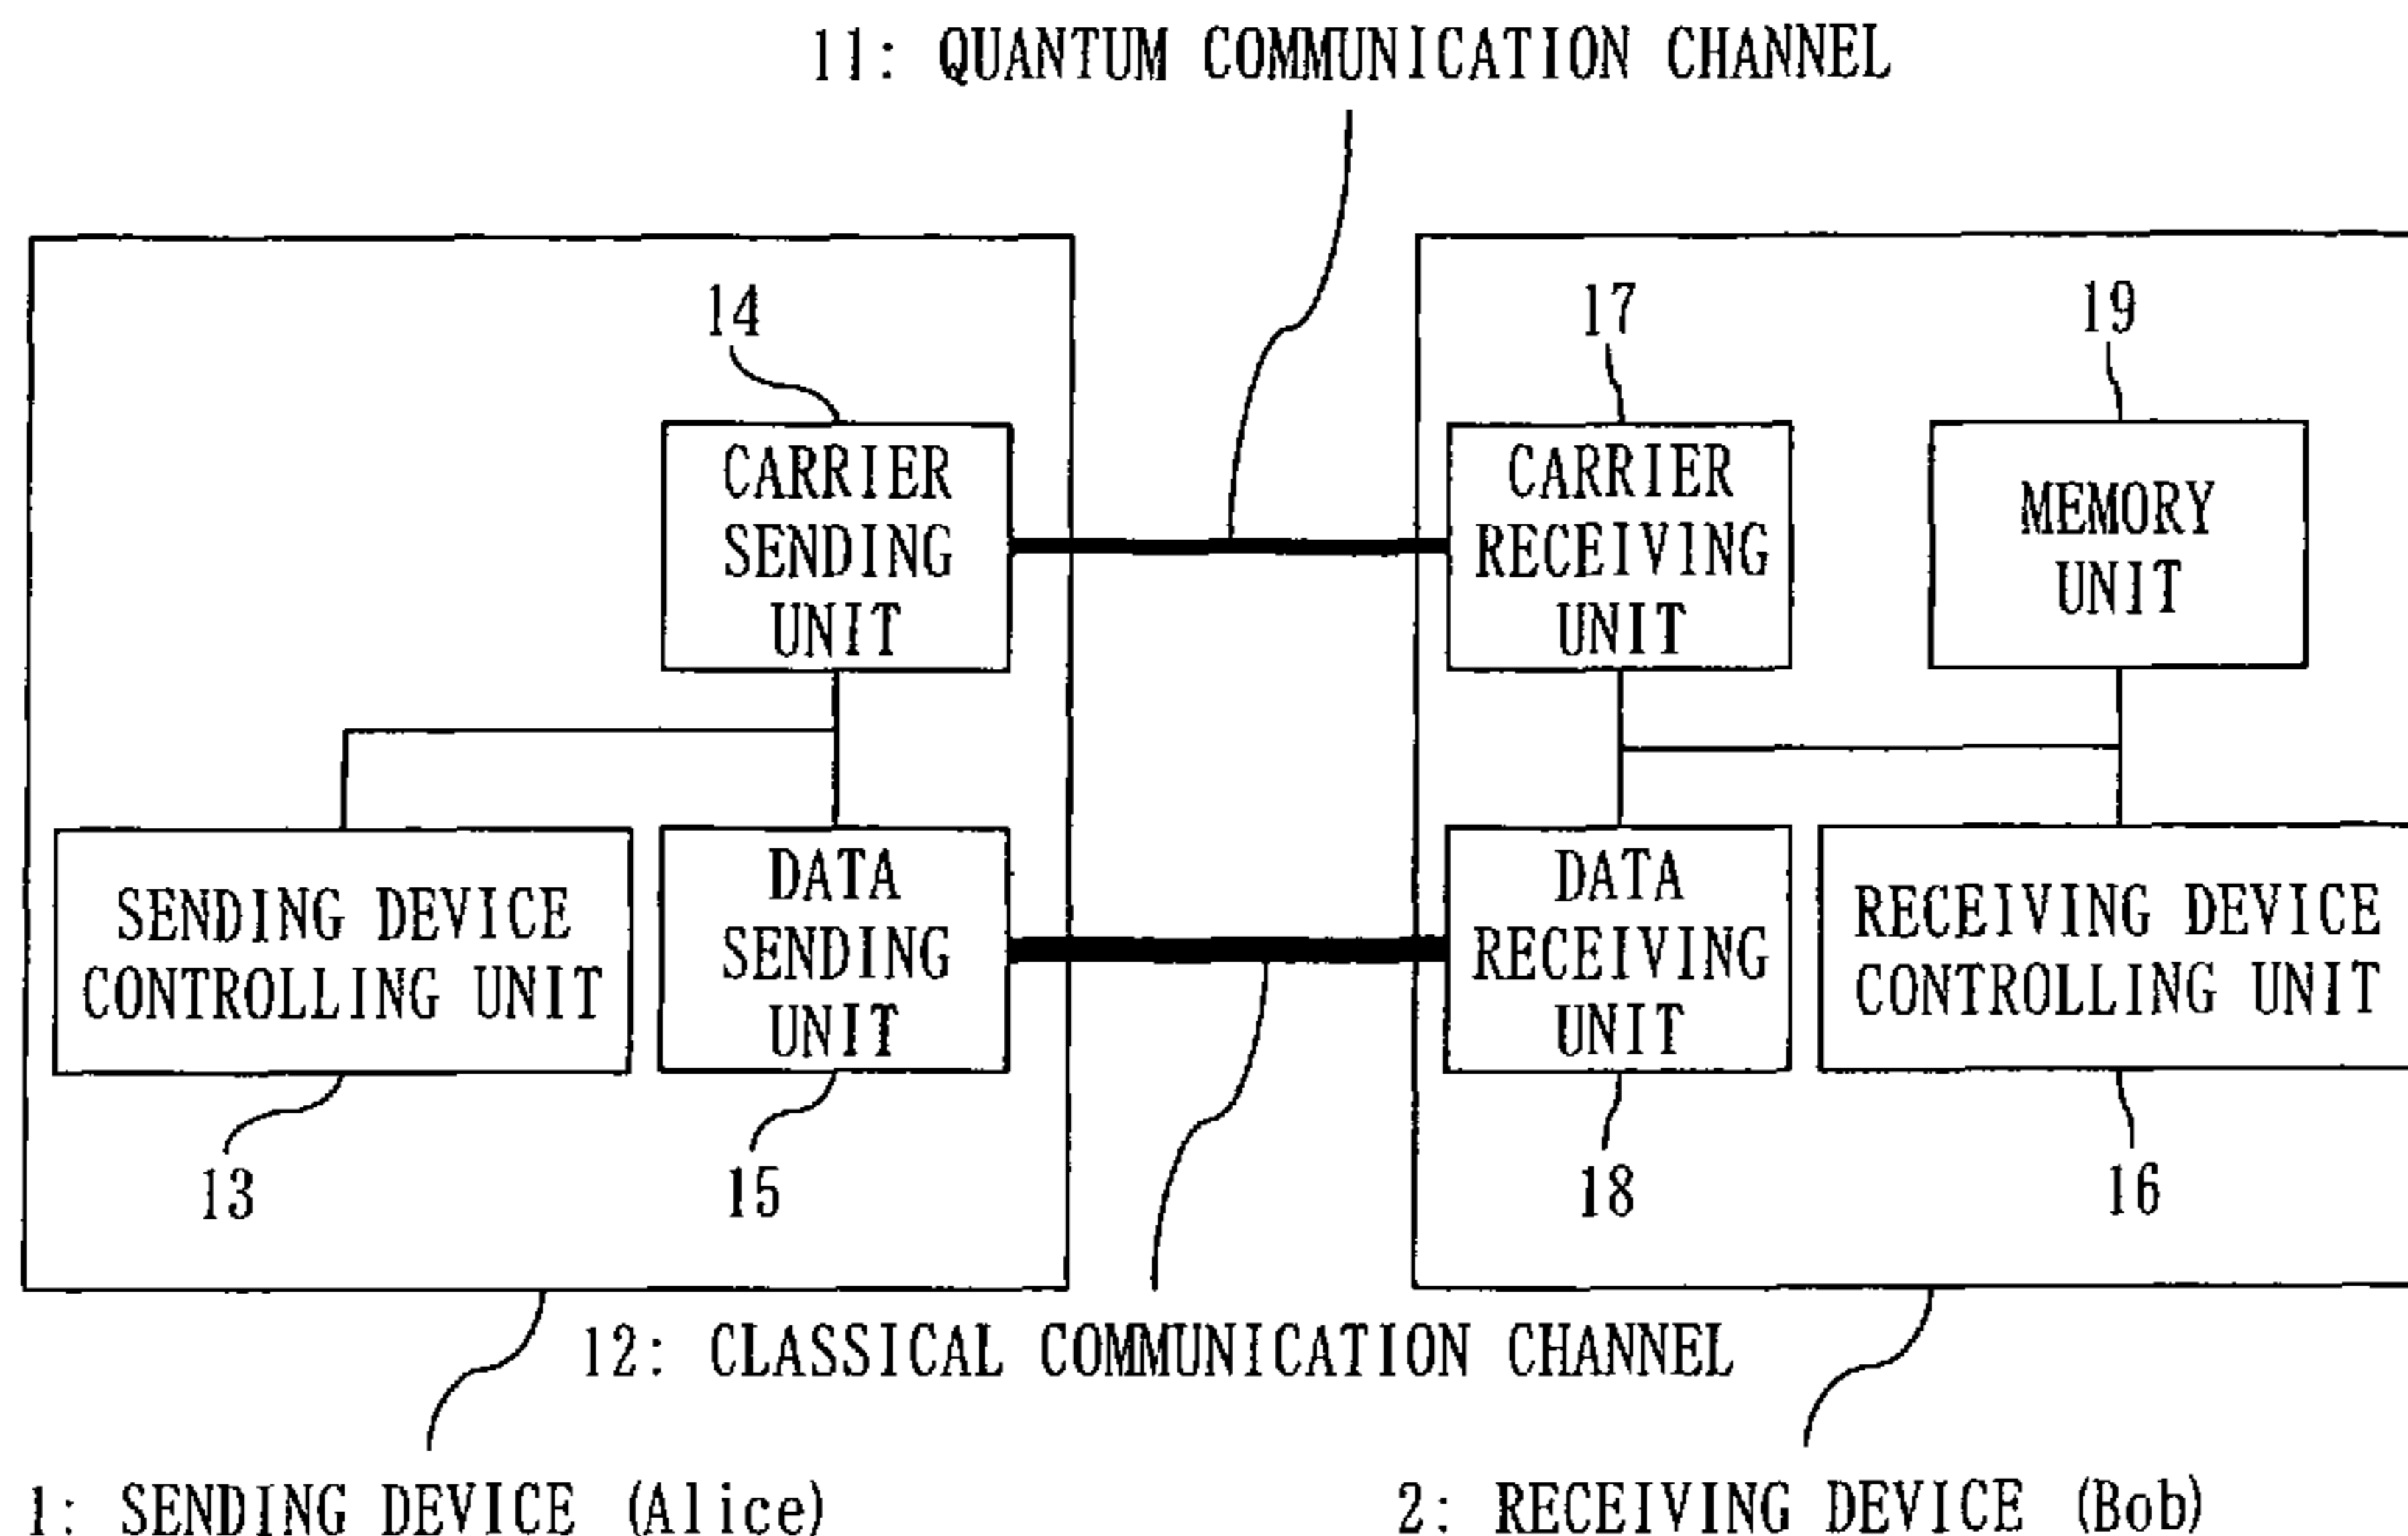 11: QUANTUM COMMUNICATION CHANNEL
14
17
19
CARRIER
SENDING
UNIT
CARRIER
RECEIVING
UNIT
MEMORY
UNIT
SENDING DEVICE
CONTROLLING UNIT
DATA
SENDING
UNIT
DATA
RECEIVING
UNIT
RECEIVING DEVICE
CONTROLLING UNIT
13
15
18
16
12: CLASSICAL COMMUNICATION CHANNEL
1: SENDING DEVICE (Alice)
2: RECEIVING DEVICE (Bob)